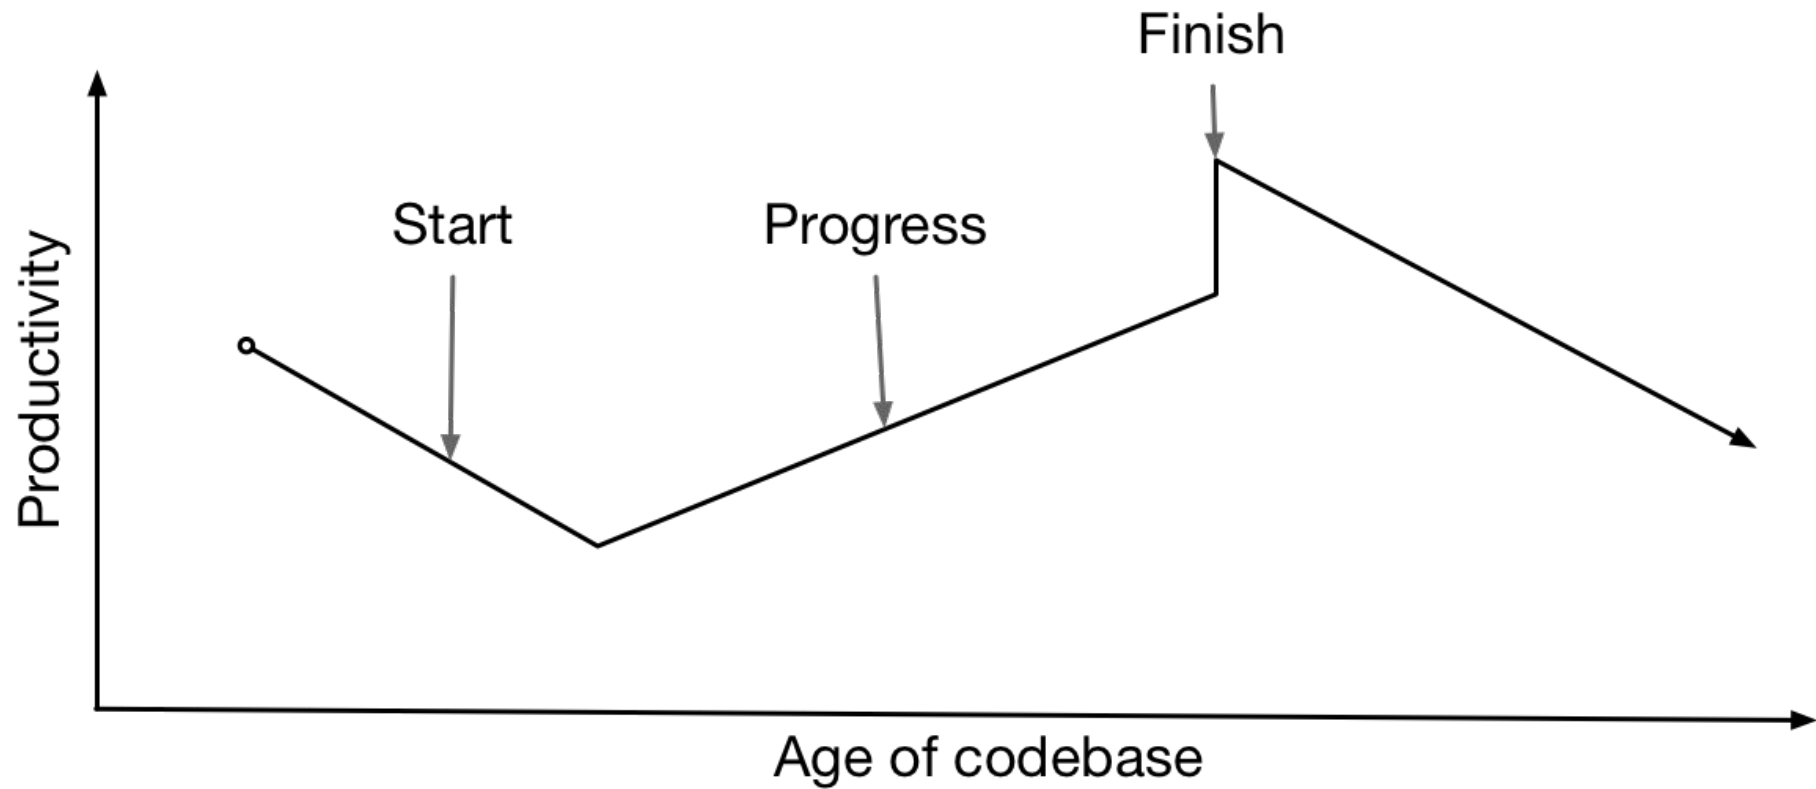 Finish
Start
Progress
Productivity
Age of codebase